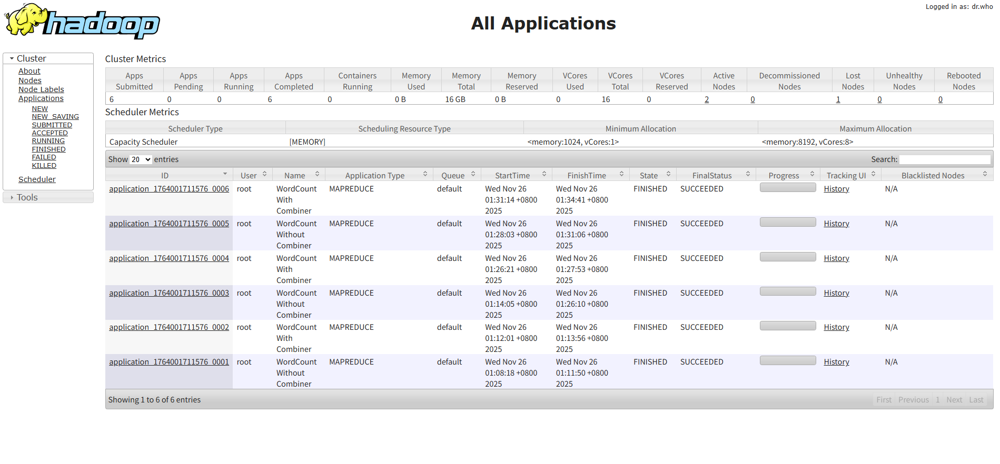 hadoop
Logged in as: dr.who
All Applications
Cluster
About
Nodes
Node Labels
Applications
NEW
NEW_SAVING
SUBMITTED
ACCEPTED
RUNNING
FINISHED
FAILED
KILLED
Scheduler
Tools
Cluster Metrics
Apps Submitted Apps Pending Apps Running Apps Completed Containers Running Memory Used Memory Total Memory Reserved VCores Used VCores Total VCores Reserved Active Nodes Decommissioned Nodes Lost Nodes Unhealthy Nodes Rebooted Nodes
6 0 0 6 0 0 B 16 GB 0 B 0 16 0 2 0 1 0 0
Scheduler Metrics
Scheduler Type Scheduling Resource Type Minimum Allocation Maximum Allocation
Capacity Scheduler [MEMORY] <memory:1024, vCores:1> <memory:8192, vCores:8>
Show 20 entries Search:
ID User Name Application Type Queue StartTime FinishTime State FinalStatus Progress Tracking UI Blacklisted Nodes
application_1764001711576_0006 root WordCount MAPREDUCE default Wed Nov 26 Wed Nov 26 FINISHED SUCCEEDED History N/A
With 01:31:14 +0800 01:34:41 +0800
Combiner 2025 2025
application_1764001711576_0005 root WordCount MAPREDUCE default Wed Nov 26 Wed Nov 26 FINISHED SUCCEEDED History N/A
Without 01:28:03 +0800 01:31:06 +0800
Combiner 2025 2025
application_1764001711576_0004 root WordCount MAPREDUCE default Wed Nov 26 Wed Nov 26 FINISHED SUCCEEDED History N/A
With 01:26:21 +0800 01:27:53 +0800
Combiner 2025 2025
application_1764001711576_0003 root WordCount MAPREDUCE default Wed Nov 26 Wed Nov 26 FINISHED SUCCEEDED History N/A
Without 01:14:05 +0800 01:26:10 +0800
Combiner 2025 2025
application_1764001711576_0002 root WordCount MAPREDUCE default Wed Nov 26 Wed Nov 26 FINISHED SUCCEEDED History N/A
With 01:12:01 +0800 01:13:56 +0800
Combiner 2025 2025
application_1764001711576_0001 root WordCount MAPREDUCE default Wed Nov 26 Wed Nov 26 FINISHED SUCCEEDED History N/A
Without 01:08:18 +0800 01:11:50 +0800
Combiner 2025 2025
Showing 1 to 6 of 6 entries First Previous 1 Next Last